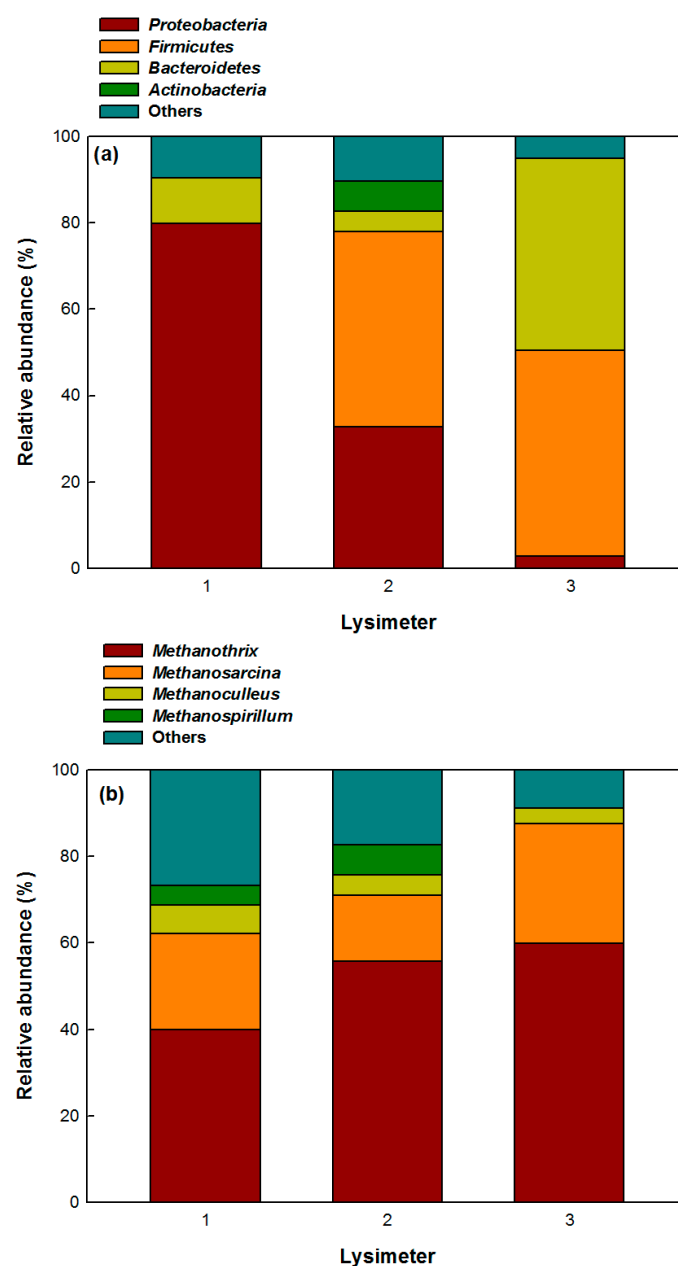 Proteobacteria
Firmicutes
Bacteroidetes
Actinobacteria
Others
(a)
Relative abundance (%)
100
80
60
40
20
0
1 2 3
Lysimeter
Methanothrix
Methanosarcina
Methanoculleus
Methanospirillum
Others
(b)
Relative abundance (%)
100
80
60
40
20
0
1 2 3
Lysimeter